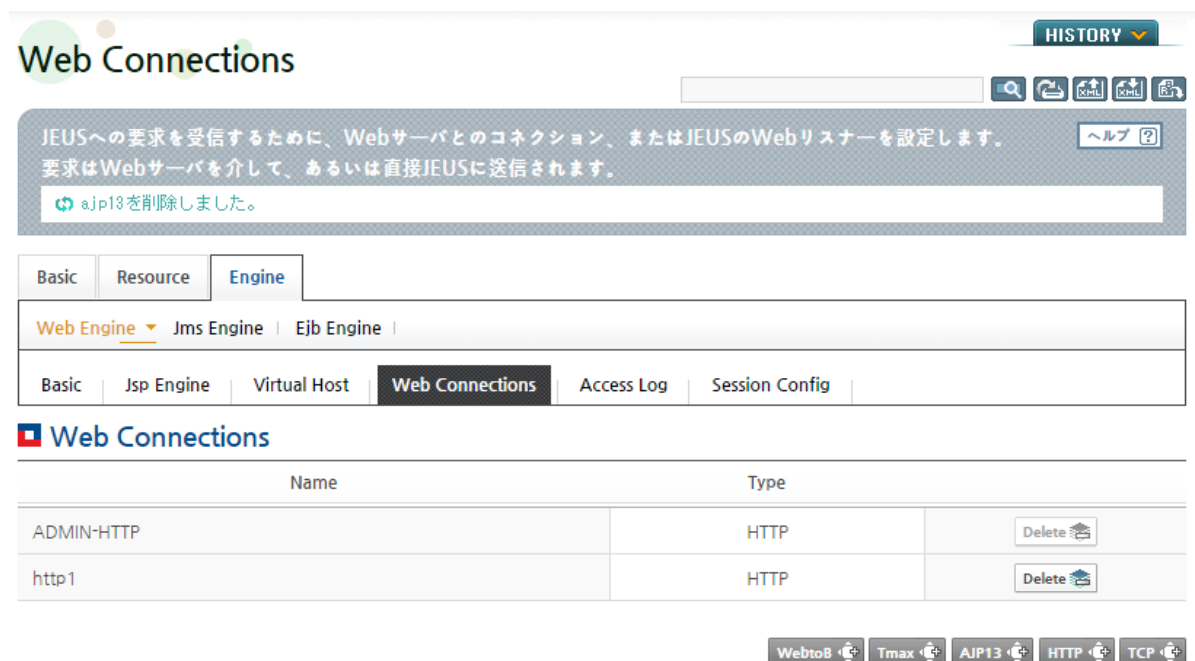 HISTORY
Web Connections
XML XML
JEUSへの要求を受信するために、Webサーバとのコネクション、またはJEUSのWebリスナーを設定します。 ヘルプ ?
要求はWebサーバを介して、あるいは直接JEUSに送信されます。
ajp13を削除しました。
Basic Resource Engine
Web Engine Jms Engine Ejb Engine
Basic Jsp Engine Virtual Host Web Connections Access Log Session Config
Web Connections
Name Type
ADMIN-HTTP HTTP Delete
http1 HTTP Delete
WebtoB Tmax AJP13 HTTP TCP